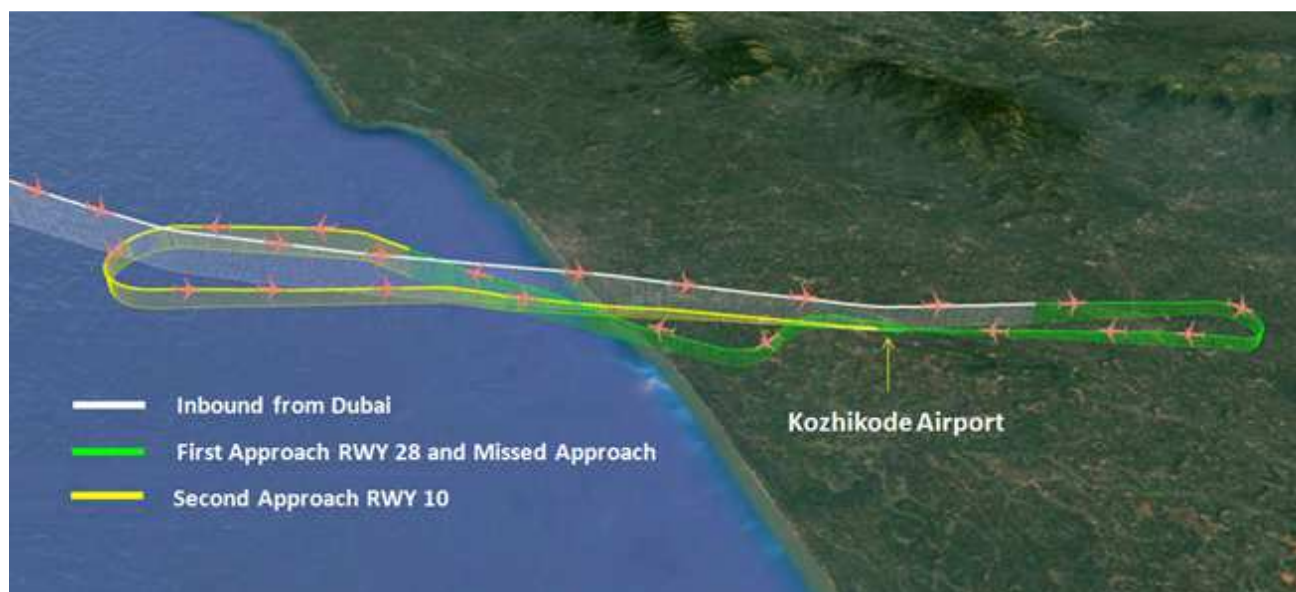 Inbound from Dubai
First Approach RWY 28 and Missed Approach
Kozhikode Airport
Second Approach RWY 10